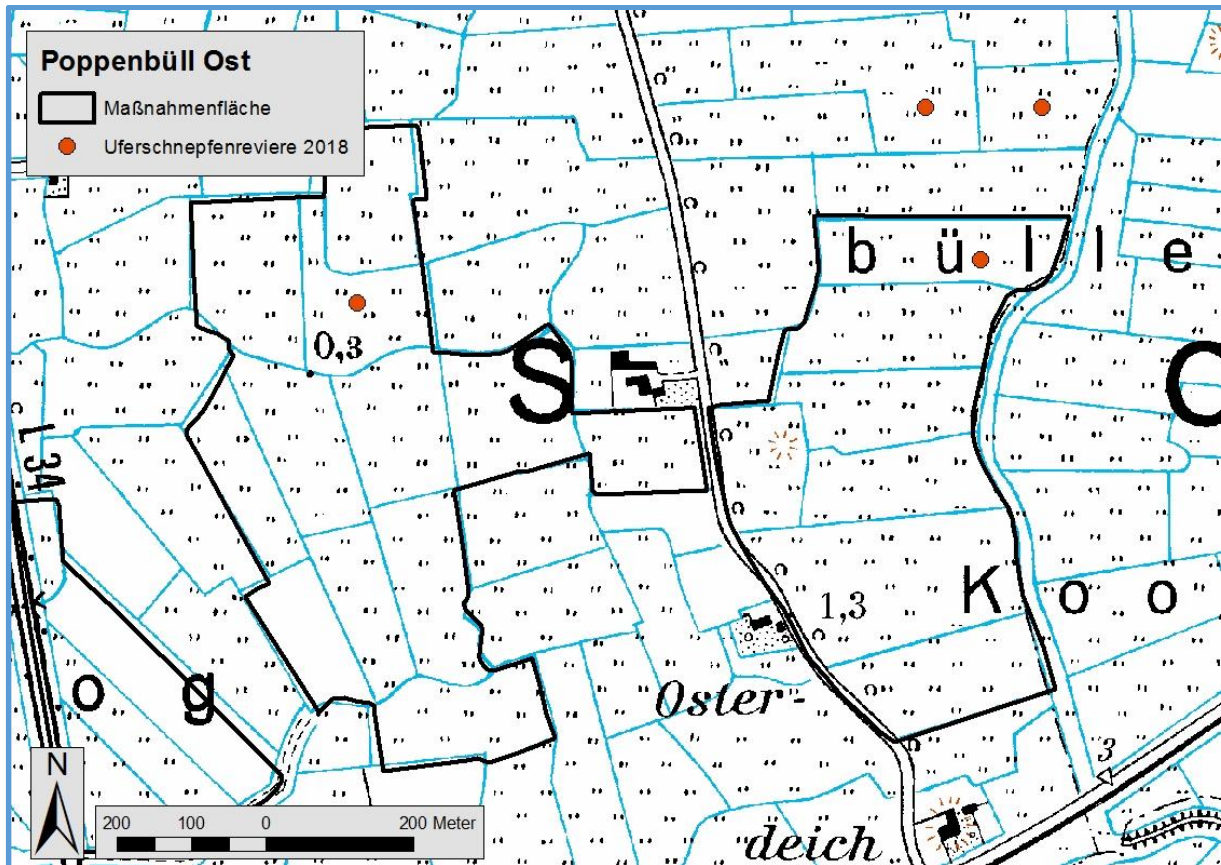 Poppenbüll Ost
Maßnahmenfläche
Uferschnepfenreviere 2018
b ü l l e
0,3
S
C
L 34
K o o
1,3
o g
Oster-
3
deich
N
200 100 0 200 Meter